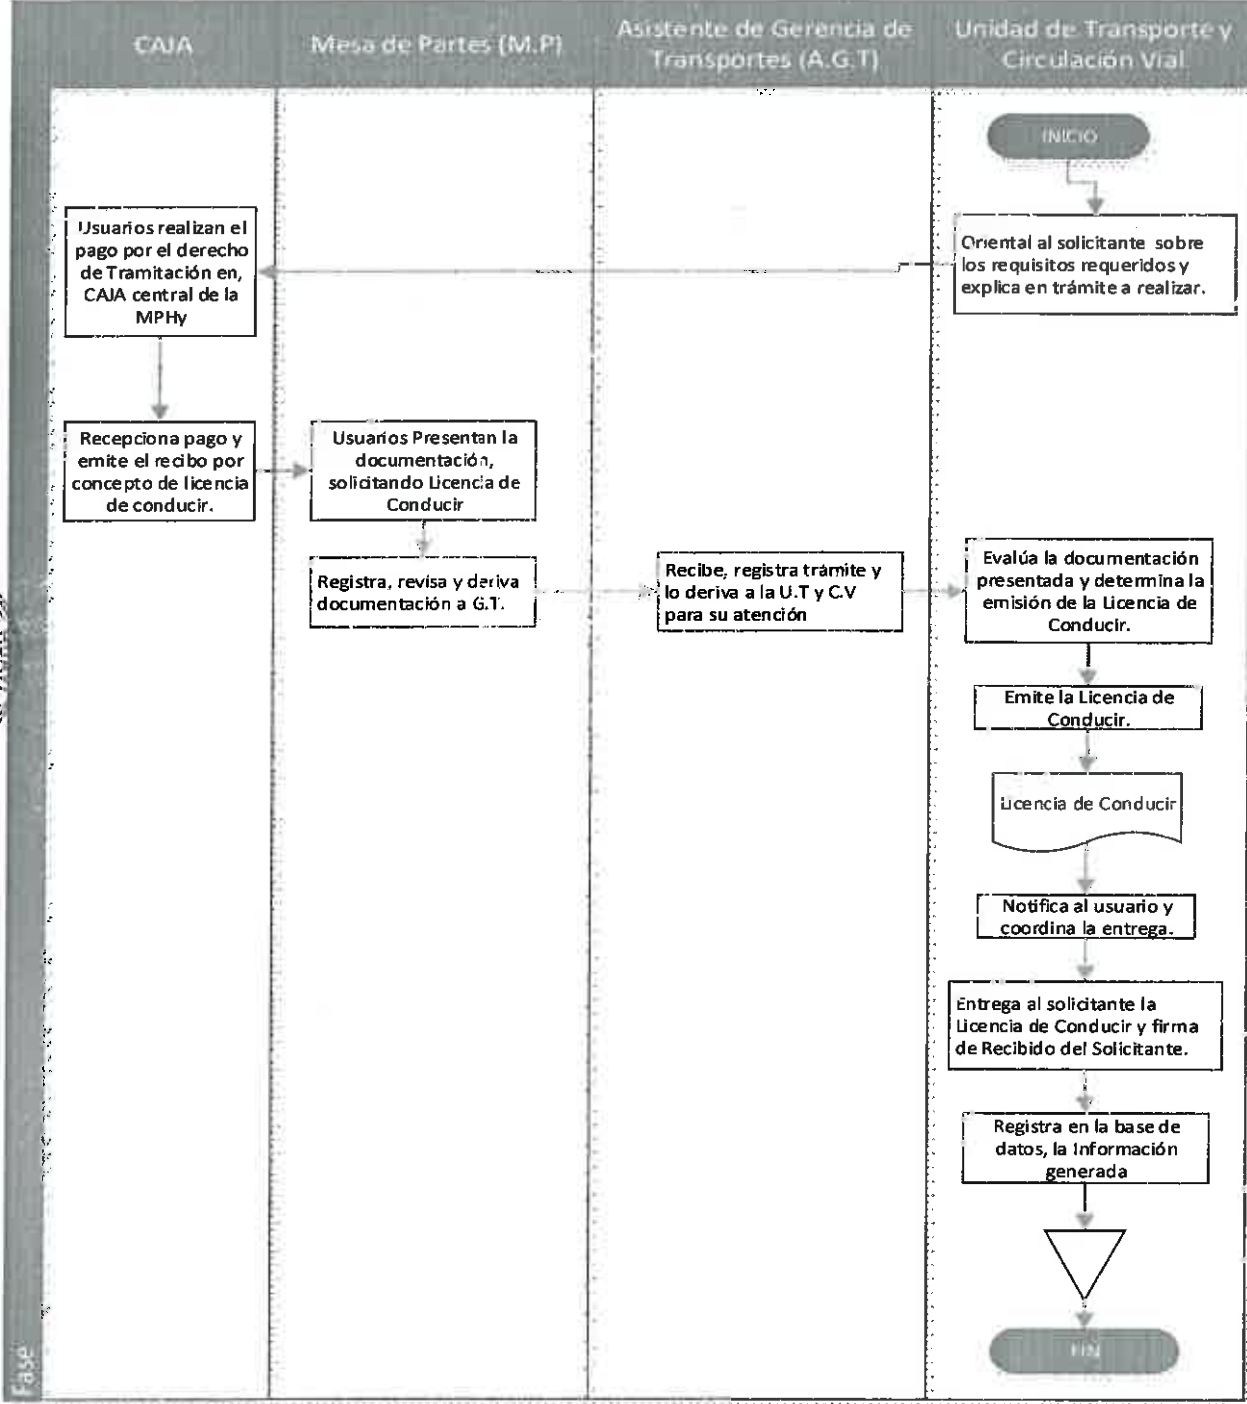 CAJA
Mesa de Partes (M.P)
Asistente de Gerencia de
Transportes (A.G.T)
Unidad de Transporte y
Circulación Vial
INICIO
Oriental al solicitante sobre
los requisitos requeridos y
explica en trámite a realizar.
Usuarios realizan el
pago por el derecho
de Tramitación en,
CAJA central de la
MPHy
Recepciona pago y
emite el recibo por
concepto de licencia
de conducir.
Usuarios Presentan la
documentación,
solicitando Licencia de
Conducir
Registra, revisa y deriva
documentación a G.T.
Recibe, registra trámite y
lo deriva a la U.T y C.V
para su atención
Evalúa la documentación
presentada y determina la
emisión de la Licencia de
Conducir.
Emite la Licencia de
Conducir.
Licencia de Conducir
Notifica al usuario y
coordina la entrega.
Entrega al solicitante la
Licencia de Conducir y firma
de Recibido del Solicitante.
Registra en la base de
datos, la Información
generada
FIN
Fase